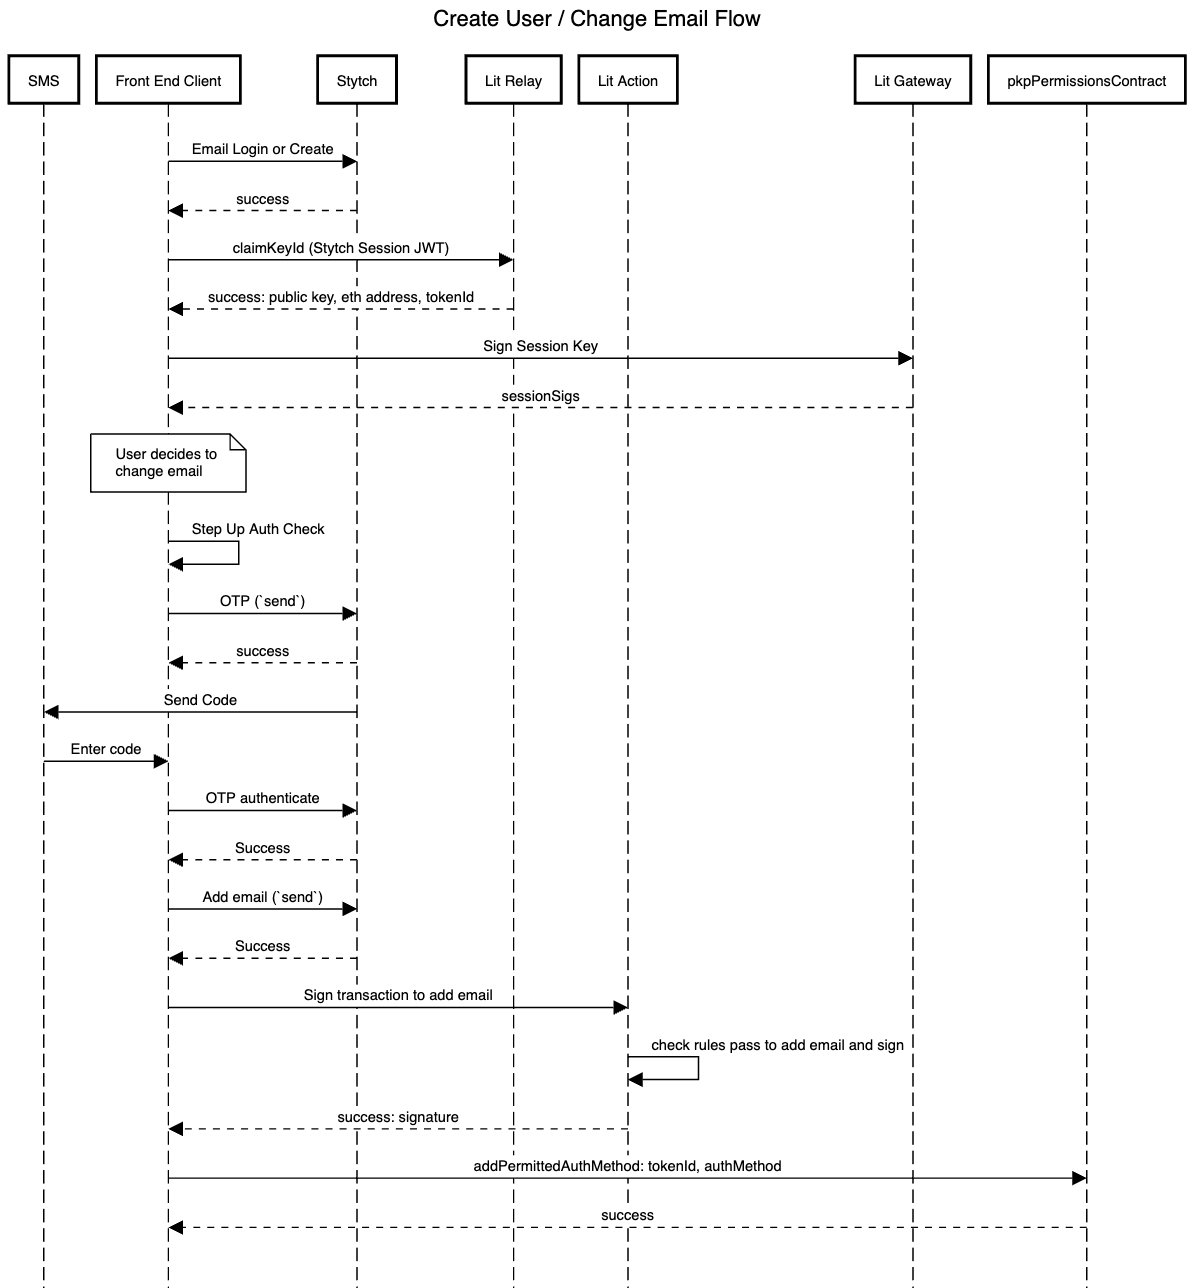 Create User / Change Email Flow
SMS
Front End Client
Stytch
Lit Relay
Lit Action
Lit Gateway
pkpPermissionsContract
Email Login or Create
success
claimKeyId (Stytch Session JWT)
success: public key, eth address, tokenId
Sign Session Key
sessionSigs
User decides to
change email
Step Up Auth Check
OTP (`send`)
success
Send Code
Enter code
OTP authenticate
Success
Add email (`send`)
Success
Sign transaction to add email
check rules pass to add email and sign
success: signature
addPermittedAuthMethod: tokenId, authMethod
success